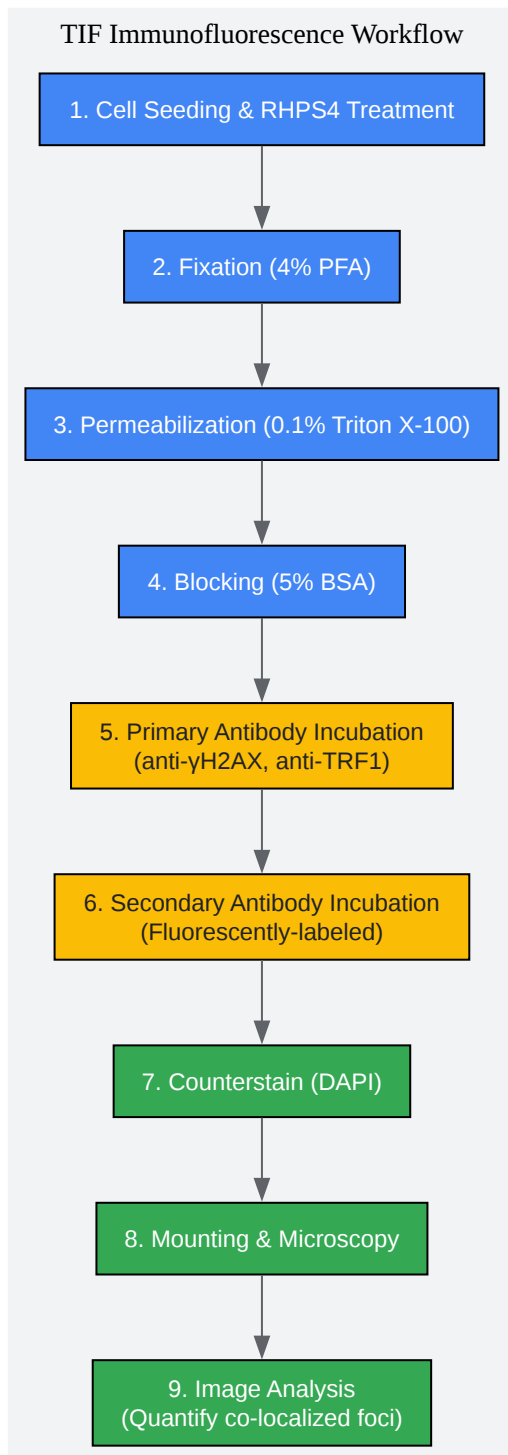 TIF Immunofluorescence Workflow
1. Cell Seeding & RHPS4 Treatment
2. Fixation (4% PFA)
3. Permeabilization (0.1% Triton X-100)
4. Blocking (5% BSA)
5. Primary Antibody Incubation
(anti-γH2AX, anti-TRF1)
6. Secondary Antibody Incubation
(Fluorescently-labeled)
7. Counterstain (DAPI)
8. Mounting & Microscopy
9. Image Analysis
(Quantify co-localized foci)